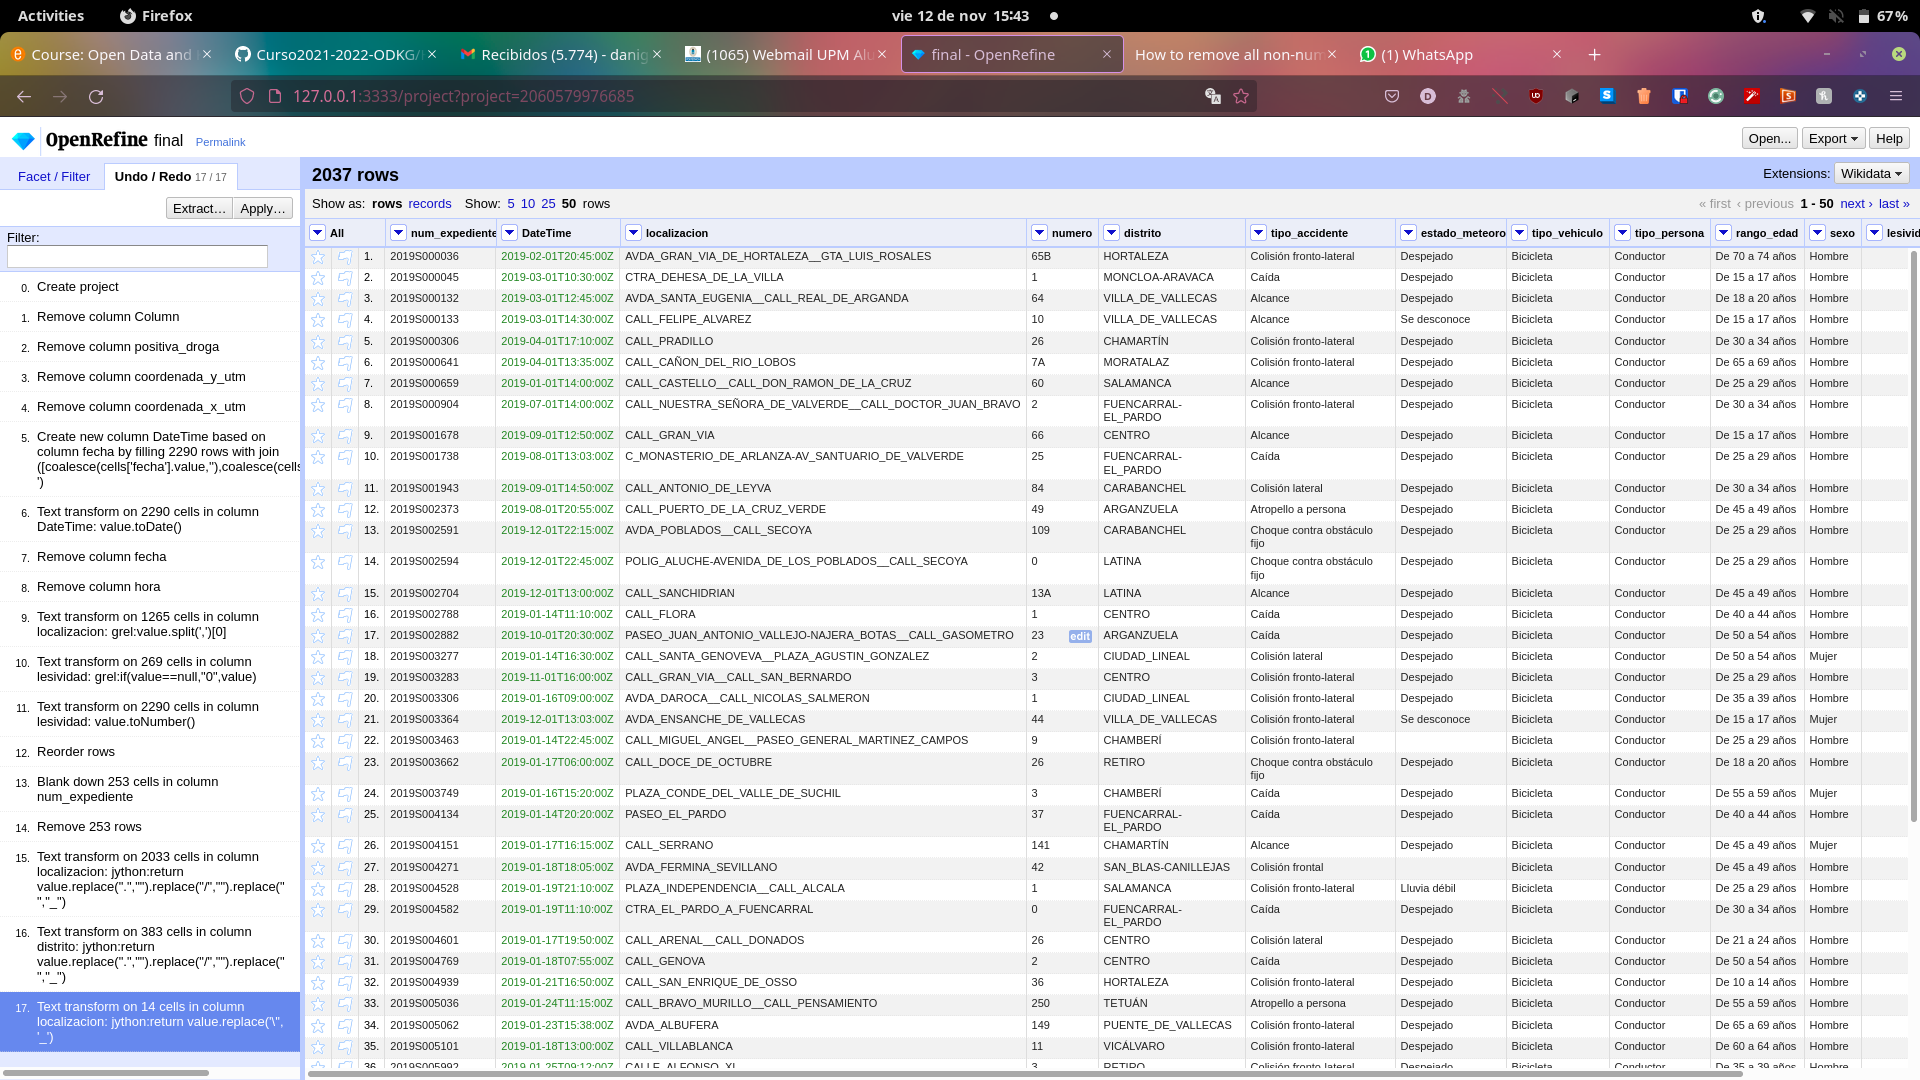 Activities Firefox vie 12 de nov 15:43 67%
Course: Open Data and Curso2021-2022-ODKG/ Recibidos (5.774) - danig (1065) Webmail UPM Alu final - OpenRefine How to remove all non-num (1) WhatsApp
127.0.0.1:3333/project?project=2060579976685
OpenRefine final Permalink Open... Export Help
Facet / Filter Undo / Redo 17 / 17
Extract... Apply...
Filter:
0. Create project
1. Remove column Column
2. Remove column positiva_droga
3. Remove column coordenada_y_utm
4. Remove column coordenada_x_utm
5. Create new column DateTime based on
column fecha by filling 2290 rows with join
([coalesce(cells['fecha'].value,''),coalesce(cells
')
6. Text transform on 2290 cells in column
DateTime: value.toDate()
7. Remove column fecha
8. Remove column hora
9. Text transform on 1265 cells in column
localizacion: grel:value.split(',')[0]
10. Text transform on 269 cells in column
lesividad: grel:if(value==null,"0",value)
11. Text transform on 2290 cells in column
lesividad: value.toNumber()
12. Reorder rows
13. Blank down 253 cells in column
num_expediente
14. Remove 253 rows
15. Text transform on 2033 cells in column
localizacion: jython:return
value.replace(".","").replace("/","").replace("
","_")
16. Text transform on 383 cells in column
distrito: jython:return
value.replace(".","").replace("/","").replace("
","_")
17. Text transform on 14 cells in column
localizacion: jython:return value.replace('\'',
'_')
2037 rows Extensions: Wikidata
Show as: rows records Show: 5 10 25 50 rows « first ‹ previous 1 - 50 next › last »
All num_expediente DateTime localizacion numero distrito tipo_accidente estado_meteoro tipo_vehiculo tipo_persona rango_edad sexo lesivid
1. 2019S000036 2019-02-01T20:45:00Z AVDA_GRAN_VIA_DE_HORTALEZA__GTA_LUIS_ROSALES 65B HORTALEZA Colisión fronto-lateral Despejado Bicicleta Conductor De 70 a 74 años Hombre
2. 2019S000045 2019-03-01T10:30:00Z CTRA_DEHESA_DE_LA_VILLA 1 MONCLOA-ARAVACA Caída Despejado Bicicleta Conductor De 15 a 17 años Hombre
3. 2019S000132 2019-03-01T12:45:00Z AVDA_SANTA_EUGENIA__CALL_REAL_DE_ARGANDA 64 VILLA_DE_VALLECAS Alcance Despejado Bicicleta Conductor De 18 a 20 años Hombre
4. 2019S000133 2019-03-01T14:30:00Z CALL_FELIPE_ALVAREZ 10 VILLA_DE_VALLECAS Alcance Se desconoce Bicicleta Conductor De 15 a 17 años Hombre
5. 2019S000306 2019-04-01T17:10:00Z CALL_PRADILLO 26 CHAMARTÍN Colisión fronto-lateral Despejado Bicicleta Conductor De 30 a 34 años Hombre
6. 2019S000641 2019-04-01T13:35:00Z CALL_CAÑON_DEL_RIO_LOBOS 7A MORATALAZ Colisión fronto-lateral Despejado Bicicleta Conductor De 65 a 69 años Hombre
7. 2019S000659 2019-01-01T14:00:00Z CALL_CASTELLO__CALL_DON_RAMON_DE_LA_CRUZ 60 SALAMANCA Alcance Despejado Bicicleta Conductor De 25 a 29 años Hombre
8. 2019S000904 2019-07-01T14:00:00Z CALL_NUESTRA_SEÑORA_DE_VALVERDE__CALL_DOCTOR_JUAN_BRAVO 2 FUENCARRAL-EL_PARDO Colisión fronto-lateral Despejado Bicicleta Conductor De 30 a 34 años Hombre
9. 2019S001678 2019-09-01T12:50:00Z CALL_GRAN_VIA 66 CENTRO Alcance Despejado Bicicleta Conductor De 15 a 17 años Hombre
10. 2019S001738 2019-08-01T13:03:00Z C_MONASTERIO_DE_ARLANZA-AV_SANTUARIO_DE_VALVERDE 25 FUENCARRAL-EL_PARDO Caída Despejado Bicicleta Conductor De 25 a 29 años Hombre
11. 2019S001943 2019-09-01T14:50:00Z CALL_ANTONIO_DE_LEYVA 84 CARABANCHEL Colisión lateral Despejado Bicicleta Conductor De 30 a 34 años Hombre
12. 2019S002373 2019-08-01T20:55:00Z CALL_PUERTO_DE_LA_CRUZ_VERDE 49 ARGANZUELA Atropello a persona Despejado Bicicleta Conductor De 45 a 49 años Hombre
13. 2019S002591 2019-12-01T22:15:00Z AVDA_POBLADOS__CALL_SECOYA 109 CARABANCHEL Choque contra obstáculo fijo Despejado Bicicleta Conductor De 25 a 29 años Hombre
14. 2019S002594 2019-12-01T22:45:00Z POLIG_ALUCHE-AVENIDA_DE_LOS_POBLADOS__CALL_SECOYA 0 LATINA Choque contra obstáculo fijo Despejado Bicicleta Conductor De 25 a 29 años Hombre
15. 2019S002704 2019-12-01T13:00:00Z CALL_SANCHIDRIAN 13A LATINA Alcance Despejado Bicicleta Conductor De 45 a 49 años Hombre
16. 2019S002788 2019-01-14T11:10:00Z CALL_FLORA 1 CENTRO Caída Despejado Bicicleta Conductor De 40 a 44 años Hombre
17. 2019S002882 2019-10-01T20:30:00Z PASEO_JUAN_ANTONIO_VALLEJO-NAJERA_BOTAS__CALL_GASOMETRO 23 edit ARGANZUELA Caída Despejado Bicicleta Conductor De 50 a 54 años Hombre
18. 2019S003277 2019-01-14T16:30:00Z CALL_SANTA_GENOVEVA__PLAZA_AGUSTIN_GONZALEZ 2 CIUDAD_LINEAL Colisión lateral Despejado Bicicleta Conductor De 50 a 54 años Mujer
19. 2019S003283 2019-11-01T16:00:00Z CALL_GRAN_VIA__CALL_SAN_BERNARDO 3 CENTRO Colisión fronto-lateral Despejado Bicicleta Conductor De 25 a 29 años Hombre
20. 2019S003306 2019-01-16T09:00:00Z AVDA_DAROCA__CALL_NICOLAS_SALMERON 1 CIUDAD_LINEAL Colisión fronto-lateral Despejado Bicicleta Conductor De 35 a 39 años Hombre
21. 2019S003364 2019-12-01T13:03:00Z AVDA_ENSANCHE_DE_VALLECAS 44 VILLA_DE_VALLECAS Colisión fronto-lateral Se desconoce Bicicleta Conductor De 15 a 17 años Mujer
22. 2019S003463 2019-01-14T22:45:00Z CALL_MIGUEL_ANGEL__PASEO_GENERAL_MARTINEZ_CAMPOS 9 CHAMBERÍ Colisión fronto-lateral Bicicleta Conductor De 25 a 29 años Hombre
23. 2019S003662 2019-01-17T06:00:00Z CALL_DOCE_DE_OCTUBRE 26 RETIRO Choque contra obstáculo fijo Despejado Bicicleta Conductor De 18 a 20 años Hombre
24. 2019S003749 2019-01-16T15:20:00Z PLAZA_CONDE_DEL_VALLE_DE_SUCHIL 3 CHAMBERÍ Caída Despejado Bicicleta Conductor De 55 a 59 años Mujer
25. 2019S004134 2019-01-14T20:20:00Z PASEO_EL_PARDO 37 FUENCARRAL-EL_PARDO Caída Despejado Bicicleta Conductor De 40 a 44 años Hombre
26. 2019S004151 2019-01-17T16:15:00Z CALL_SERRANO 141 CHAMARTÍN Alcance Despejado Bicicleta Conductor De 45 a 49 años Mujer
27. 2019S004271 2019-01-18T18:05:00Z AVDA_FERMINA_SEVILLANO 42 SAN_BLAS-CANILLEJAS Colisión frontal Bicicleta Conductor De 45 a 49 años Hombre
28. 2019S004528 2019-01-19T21:10:00Z PLAZA_INDEPENDENCIA__CALL_ALCALA 1 SALAMANCA Colisión fronto-lateral Lluvia débil Bicicleta Conductor De 25 a 29 años Hombre
29. 2019S004582 2019-01-19T11:10:00Z CTRA_EL_PARDO_A_FUENCARRAL 0 FUENCARRAL-EL_PARDO Caída Despejado Bicicleta Conductor De 30 a 34 años Hombre
30. 2019S004601 2019-01-17T19:50:00Z CALL_ARENAL__CALL_DONADOS 26 CENTRO Colisión lateral Despejado Bicicleta Conductor De 21 a 24 años Hombre
31. 2019S004769 2019-01-18T07:55:00Z CALL_GENOVA 2 CENTRO Caída Despejado Bicicleta Conductor De 50 a 54 años Hombre
32. 2019S004939 2019-01-21T16:50:00Z CALL_SAN_ENRIQUE_DE_OSSO 36 HORTALEZA Colisión fronto-lateral Despejado Bicicleta Conductor De 10 a 14 años Hombre
33. 2019S005036 2019-01-24T11:15:00Z CALL_BRAVO_MURILLO__CALL_PENSAMIENTO 250 TETUÁN Atropello a persona Despejado Bicicleta Conductor De 55 a 59 años Hombre
34. 2019S005062 2019-01-23T15:38:00Z AVDA_ALBUFERA 149 PUENTE_DE_VALLECAS Colisión fronto-lateral Despejado Bicicleta Conductor De 65 a 69 años Hombre
35. 2019S005101 2019-01-18T13:00:00Z CALL_VILLABLANCA 11 VICÁLVARO Colisión fronto-lateral Despejado Bicicleta Conductor De 60 a 64 años Hombre
36. 2019S005992 2019-01-25T09:12:00Z CALLE_ALFONSO_XI 3 RETIRO Colisión fronto-lateral Despejado Bicicleta Conductor De 35 a 39 años Hombre